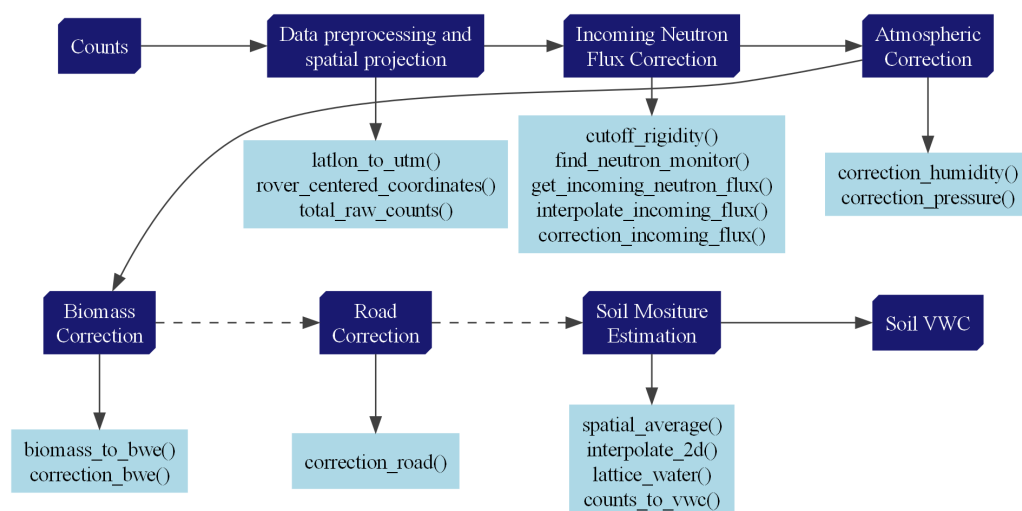 Counts
Data preprocessing and
spatial projection
Incoming Neutron
Flux Correction
Atmospheric
Correction
latlon_to_utm()
rover_centered_coordinates()
total_raw_counts()
cutoff_rigidity()
find_neutron_monitor()
get_incoming_neutron_flux()
interpolate_incoming_flux()
correction_incoming_flux()
correction_humidity()
correction_pressure()
Biomass
Correction
Road
Correction
Soil Mositure
Estimation
Soil VWC
biomass_to_bwe()
correction_bwe()
correction_road()
spatial_average()
interpolate_2d()
lattice_water()
counts_to_vwc()